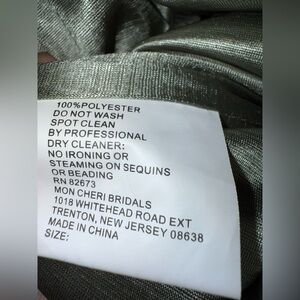 100%POLYESTER
DO NOT WASH
SPOT CLEAN
BY PROFESSIONAL
DRY CLEANER:
NO IRONING OR
STEAMING ON SEQUINS
OR BEADING
RN 82673
MON CHERI BRIDALS
1018 WHITEHEAD ROAD EXT
TRENTON, NEW JERSEY 08638
MADE IN CHINA
SIZE: